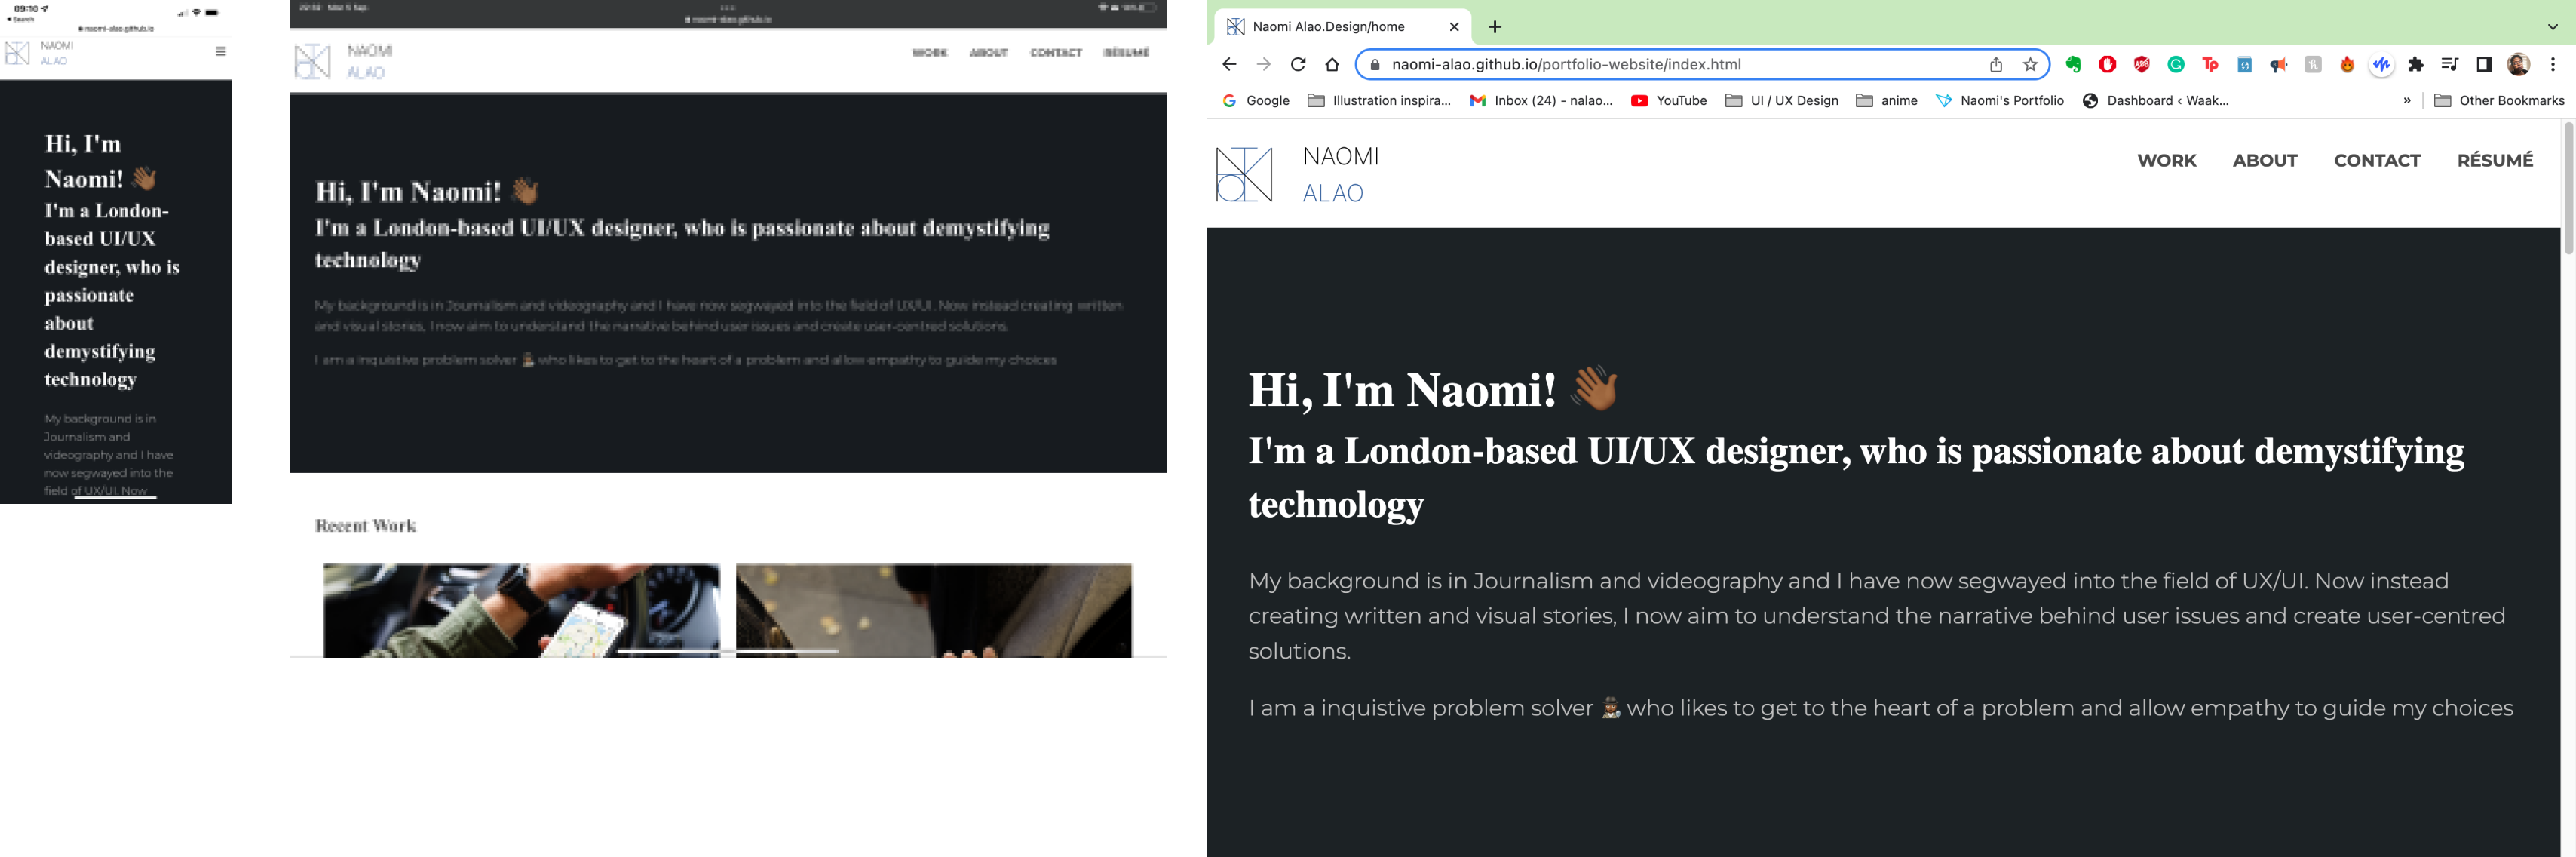 09:10
Search
naomi-alao.github.io
NAOMI
ALAO
Hi, I'm
Naomi! 👋🏾
I'm a London-
based UI/UX
designer, who is
passionate
about
demystifying
technology
My background is in
Journalism and
videography and I have
now segwayed into the
field of UX/UI. Now
naomi-alao.github.io
NAOMI
ALAO
WORK ABOUT CONTACT RÉSUMÉ
Hi, I'm Naomi! 👋🏾
I'm a London-based UI/UX designer, who is passionate about demystifying
technology
My background is in Journalism and videography and I have now segwayed into the field of UX/UI. Now instead creating written
and visual stories, I now aim to understand the narrative behind user issues and create user-centred solutions.
I am a inquistive problem solver 🕵🏾 who likes to get to the heart of a problem and allow empathy to guide my choices
Recent Work
Naomi Alao.Design/home
naomi-alao.github.io/portfolio-website/index.html
Google Illustration inspira... Inbox (24) - nalao... YouTube UI / UX Design anime Naomi's Portfolio Dashboard ‹ Waak... » Other Bookmarks
NAOMI
ALAO
WORK ABOUT CONTACT RÉSUMÉ
Hi, I'm Naomi! 👋🏾
I'm a London-based UI/UX designer, who is passionate about demystifying
technology
My background is in Journalism and videography and I have now segwayed into the field of UX/UI. Now instead
creating written and visual stories, I now aim to understand the narrative behind user issues and create user-centred
solutions.
I am a inquistive problem solver 🕵🏾 who likes to get to the heart of a problem and allow empathy to guide my choices